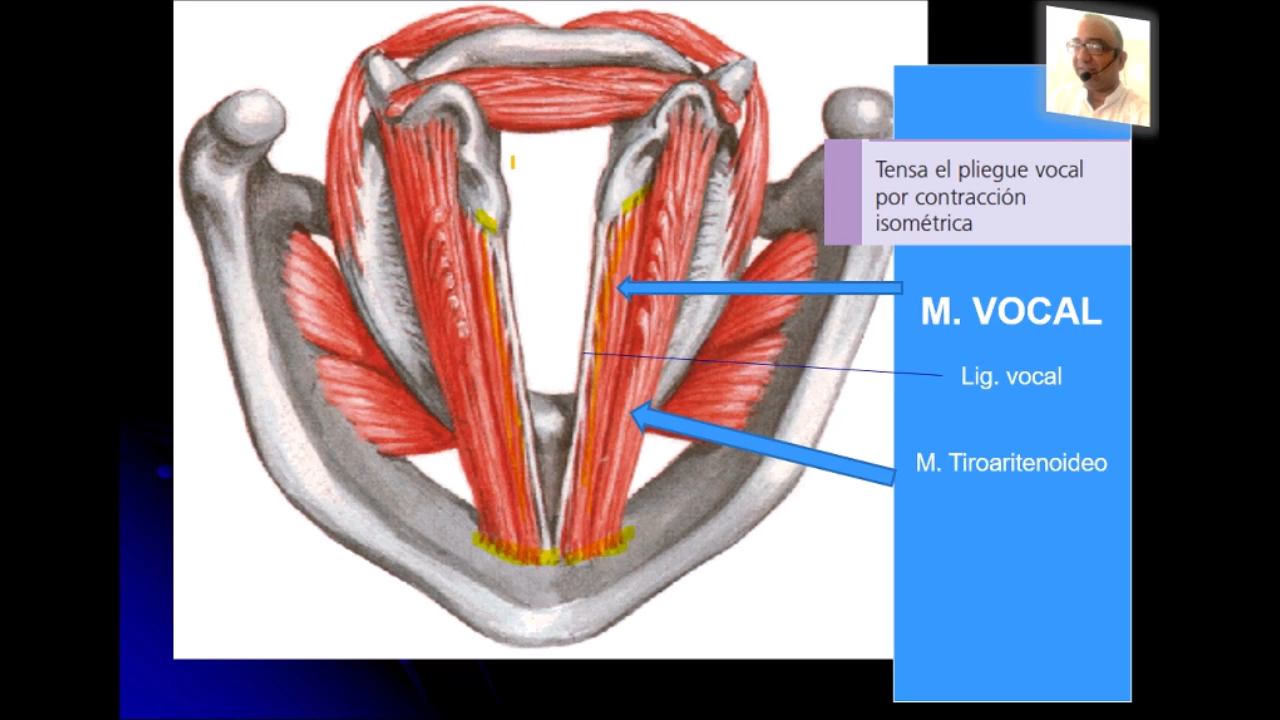 Tensa el pliegue vocal
por contracción
isométrica
M. VOCAL
Lig. vocal
M. Tiroaritenoideo